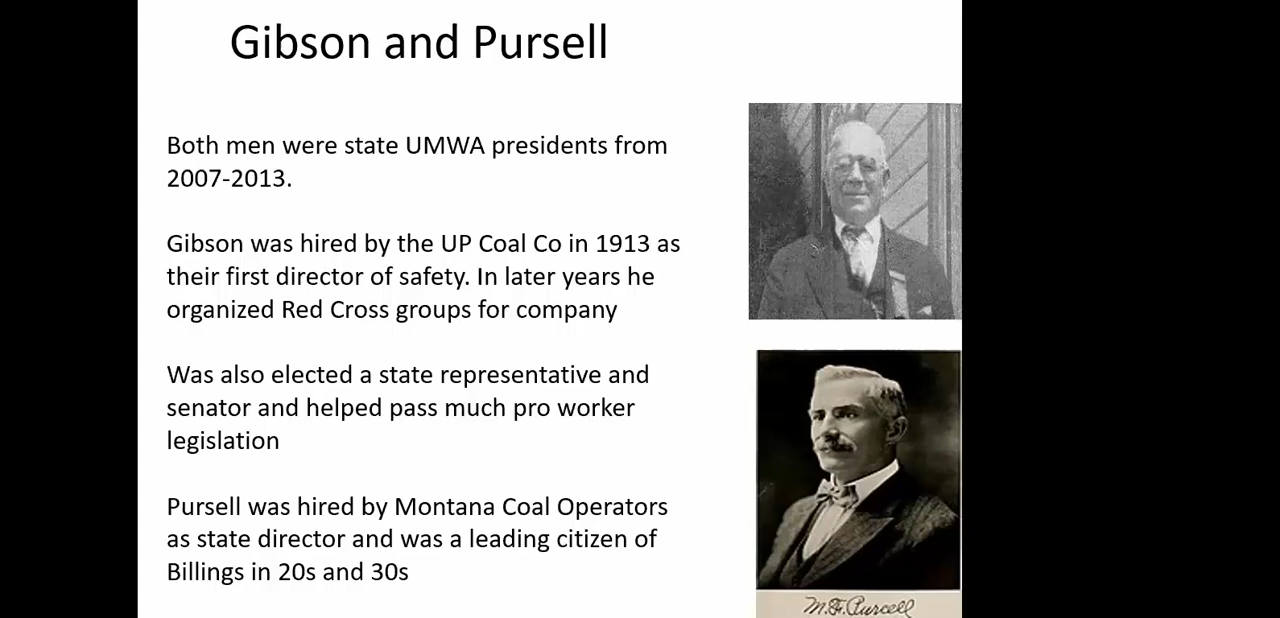 Gibson and Pursell
Both men were state UMWA presidents from
2007-2013.
Gibson was hired by the UP Coal Co in 1913 as
their first director of safety. In later years he
organized Red Cross groups for company
Was also elected a state representative and
senator and helped pass much pro worker
legislation
Pursell was hired by Montana Coal Operators
as state director and was a leading citizen of
Billings in 20s and 30s
M.F. Purcell